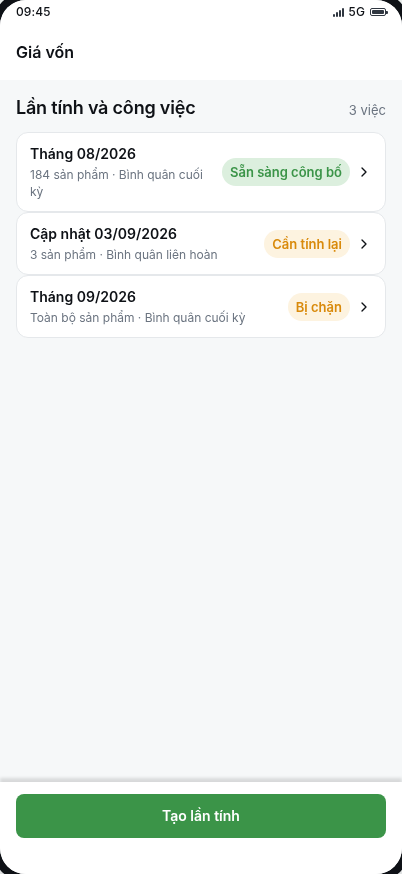 09:45
5G
Giá vốn
Lần tính và công việc
3 việc
Tháng 08/2026
184 sản phẩm · Bình quân cuối
kỳ
Sẵn sàng công bố
Cập nhật 03/09/2026
3 sản phẩm · Bình quân liên hoàn
Cần tính lại
Tháng 09/2026
Toàn bộ sản phẩm · Bình quân cuối kỳ
Bị chặn
Tạo lần tính